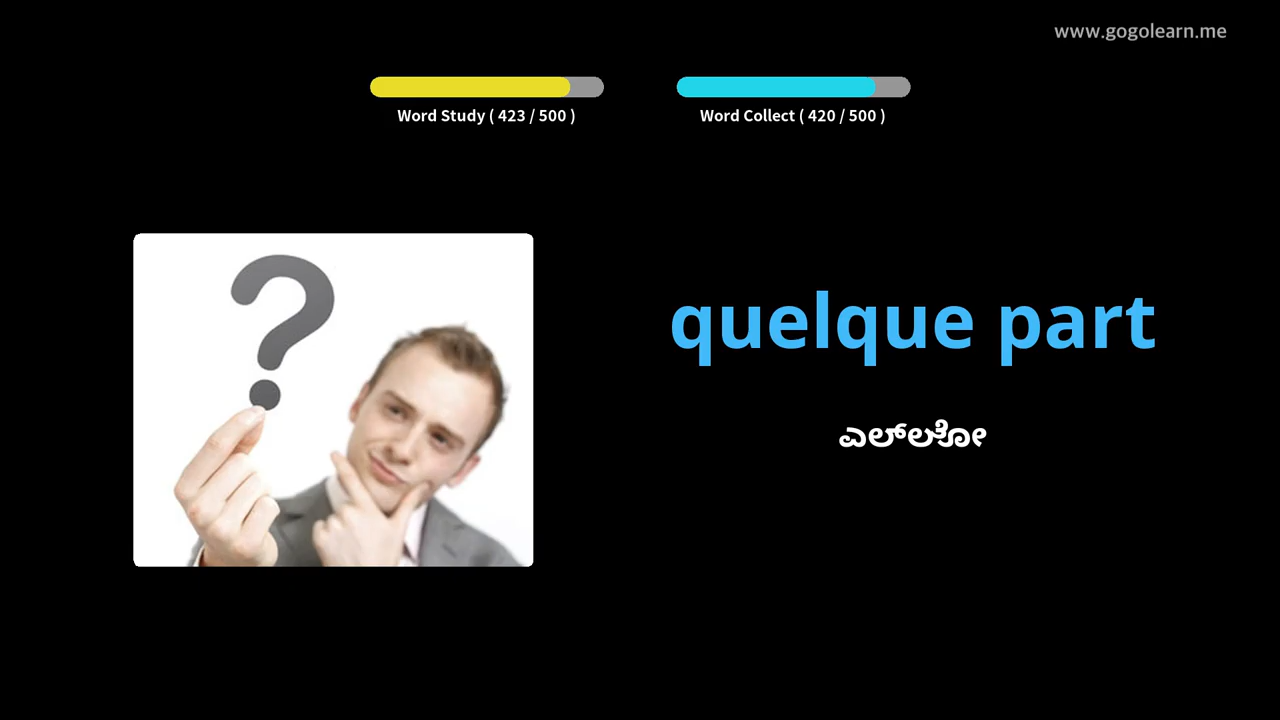 www.gogolearn.me
Word Study ( 423 / 500 )
Word Collect ( 420 / 500 )
quelque part
ಎಲ್ಲೋ